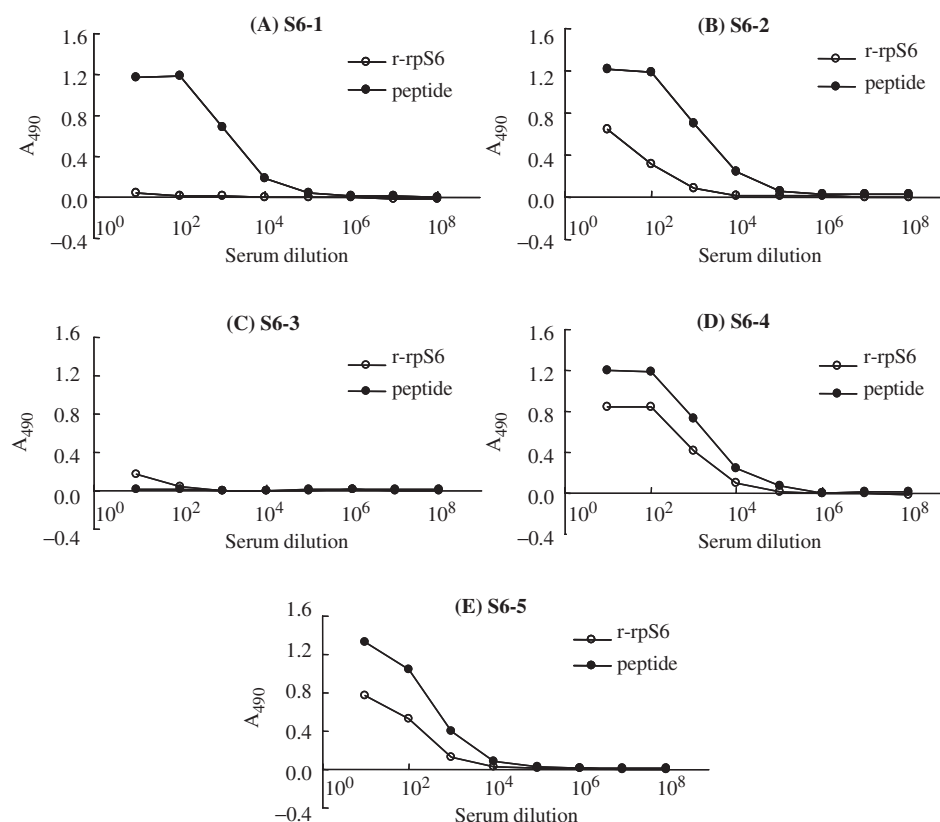 (A) S6-1
1.6
1.2
0.8
0.4
0.0
−0.4
A490
r-rpS6
peptide
10^0 10^2 10^4 10^6 10^8
Serum dilution
(B) S6-2
1.6
1.2
0.8
0.4
0.0
−0.4
A490
r-rpS6
peptide
10^0 10^2 10^4 10^6 10^8
Serum dilution
(C) S6-3
1.6
1.2
0.8
0.4
0.0
−0.4
A490
r-rpS6
peptide
10^0 10^2 10^4 10^6 10^8
Serum dilution
(D) S6-4
1.6
1.2
0.8
0.4
0.0
−0.4
A490
r-rpS6
peptide
10^0 10^2 10^4 10^6 10^8
Serum dilution
(E) S6-5
1.6
1.2
0.8
0.4
0.0
−0.4
A490
r-rpS6
peptide
10^0 10^2 10^4 10^6 10^8
Serum dilution